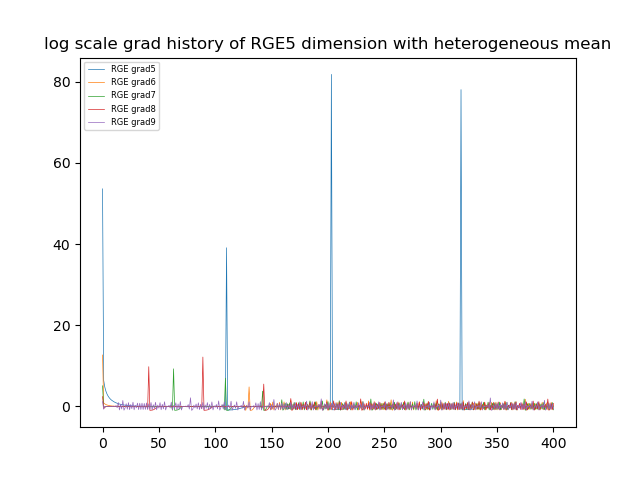 log scale grad history of RGE5 dimension with heterogeneous mean
RGE grad5
RGE grad6
RGE grad7
RGE grad8
RGE grad9
80
60
40
20
0
0 50 100 150 200 250 300 350 400